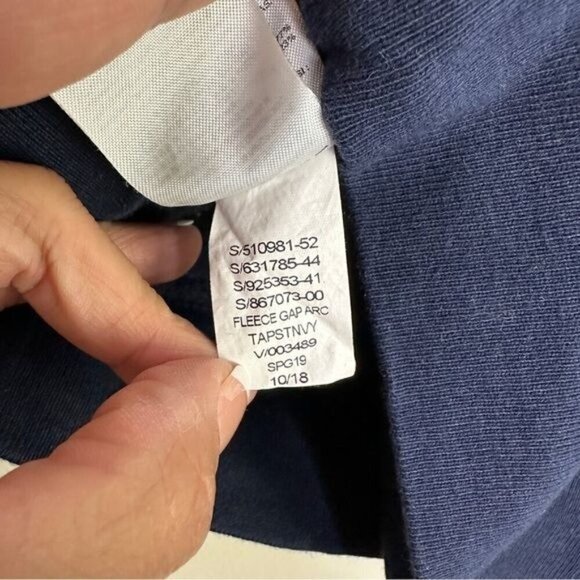 S/510981-52
S/631785-44
S/925353-41
S/867073-00
FLEECE GAP ARC
TAPSTNVY
V/003489
SPG19
10/18